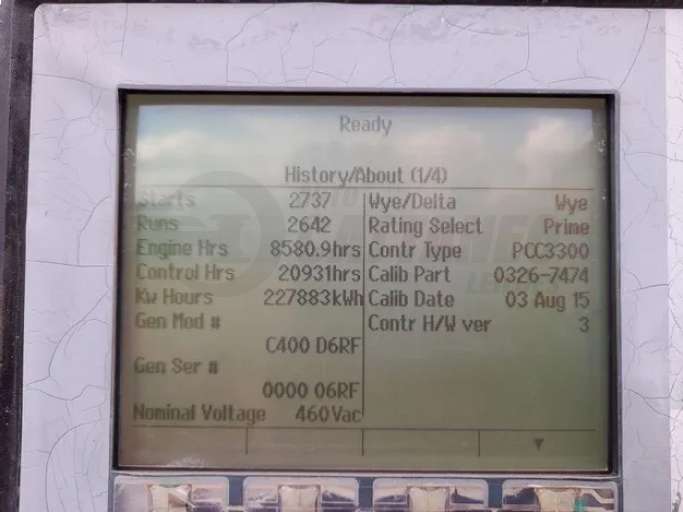 Ready
History/About (1/4)
Starts 2737
Runs 2642
Engine Hrs 8580.9hrs
Control Hrs 20931hrs
Kw Hours 227883kWh
Gen Mod #
C400 D6RF
Gen Ser #
0000 06RF
Nominal Voltage 460Vac
Wye/Delta Wye
Rating Select Prime
Contr Type PCC3300
Calib Part 0326-7474
Calib Date 03 Aug 15
Contr H/W ver 3